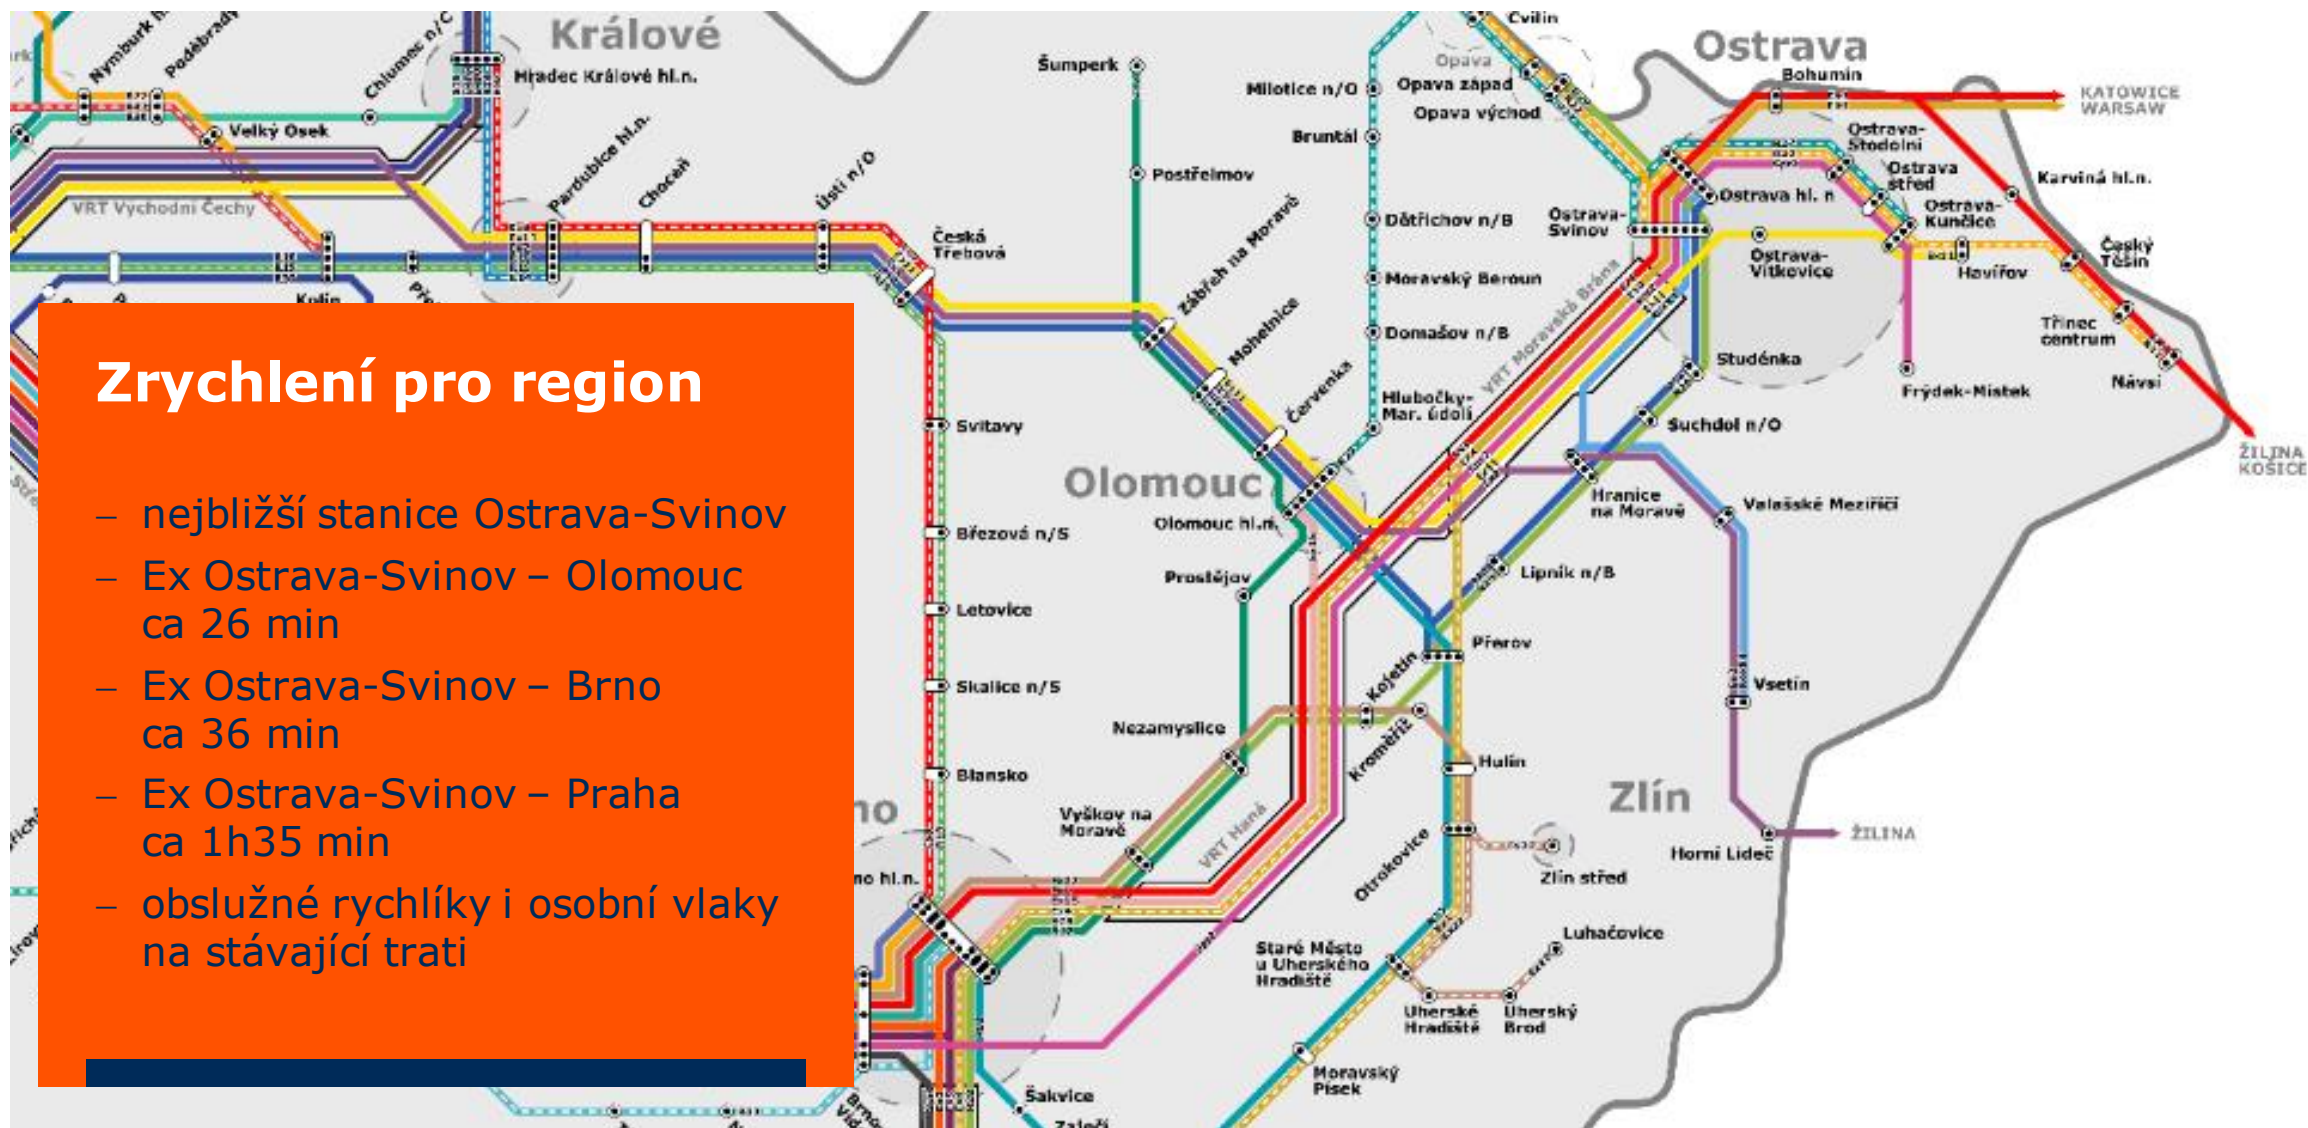 Králové
Ostrava
Cvilín
Opava
Opava západ
Opava východ
Poděbrady
Chlumec n/C
Hradec Králové hl.n.
Šumperk
Milotice n/O
Bohumín
KATOWICE
WARSAW
Velký Osek
Pardubice hl.n.
Choceň
Ústí n/O
Postřelmov
Bruntál
Ostrava-
Stodolní
Ostrava
střed
Karviná hl.n.
VRT Východní Čechy
Česká
Třebová
Zábřeh na Moravě
Dětřichov n/B
Ostrava-
Svinov
Ostrava hl. n
Ostrava-
Kunčice
Ostrava-
Vítkovice
Havířov
Český
Těšín
Kolín
Mohelnice
Moravský Beroun
VRT Moravská Brána
Domašov n/B
Třinec
centrum
Studénka
Návsí
Zrychlení pro region
Svitavy
Červenka
Hlubočky-
Mar. údolí
Suchdol n/O
Frýdek-Místek
ŽILINA
KOŠICE
Olomouc
Olomouc hl.n.
Hranice
na Moravě
Valašské Meziříčí
– nejbližší stanice Ostrava-Svinov
Březová n/S
Prostějov
Lipník n/B
– Ex Ostrava-Svinov – Olomouc
ca 26 min
Letovice
Přerov
– Ex Ostrava-Svinov – Brno
ca 36 min
Skalice n/S
Kojetín
Vsetín
Nezamyslice
Kroměříž
Hulín
– Ex Ostrava-Svinov – Praha
ca 1h35 min
Blansko
Zlín
no
Vyškov na
Moravě
VRT Haná
Otrokovice
Horní Lideč
ŽILINA
no hl.n.
Zlín střed
– obslužné rychlíky i osobní vlaky
na stávající trati
Staré Město
u Uherského
Hradiště
Luhačovice
Uherské
Hradiště
Uherský
Brod
Moravský
Písek
Šakvice
Zaječí